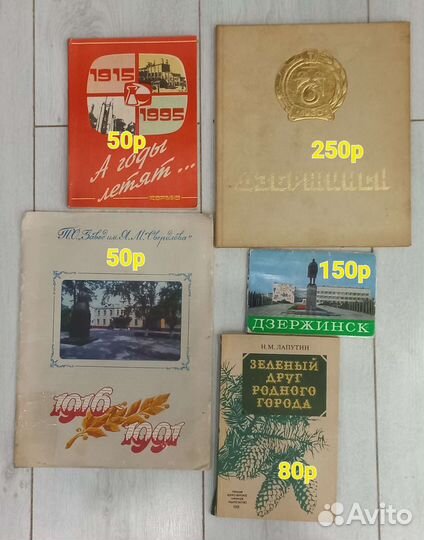 1915
1995
50р
А годы
летят...
КОРУНД
250р
ДЗЕРЖИНСК
П.О. „Завод им. Я. М. Свердлова"
50р
1916
1991
150р
ДЗЕРЖИНСК
Н. М. ЛАПУТИН
ЗЕЛЕНЫЙ
ДРУГ
РОДНОГО
ГОРОДА
80р
Avito